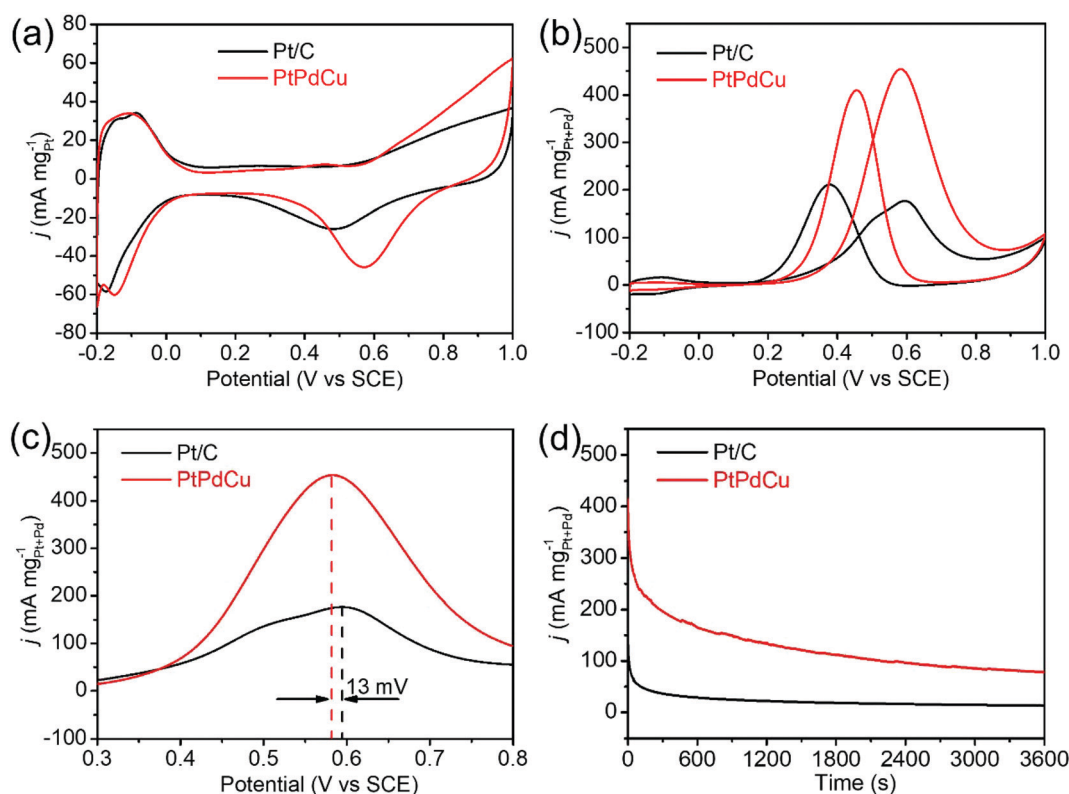 (a)
Pt/C
PtPdCu
80
60
40
20
0
-20
-40
-60
-80
-0.2 0.0 0.2 0.4 0.6 0.8 1.0
j (mA mg⁻¹Pt)
Potential (V vs SCE)
(b)
Pt/C
PtPdCu
500
400
300
200
100
0
-100
-0.2 0.0 0.2 0.4 0.6 0.8 1.0
j (mA mg⁻¹Pt+Pd)
Potential (V vs SCE)
(c)
Pt/C
PtPdCu
500
400
300
200
100
0
-100
13 mV
0.3 0.4 0.5 0.6 0.7 0.8
j (mA mg⁻¹Pt+Pd)
Potential (V vs SCE)
(d)
Pt/C
PtPdCu
500
400
300
200
100
0
0 600 1200 1800 2400 3000 3600
j (mA mg⁻¹Pt+Pd)
Time (s)